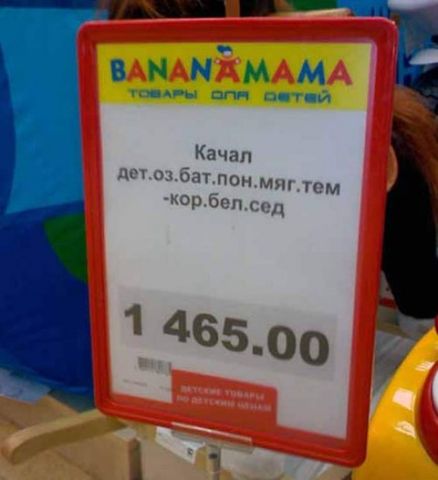 BANANAMAMA
ТОВАРЫ ДЛЯ ДЕТЕЙ
Качал
дет.оз.бат.пон.мяг.тем
-кор.бел.сед
1 465.00
ДЕТСКИЕ ТОВАРЫ
ПО ДЕТСКИМ ЦЕНАМ